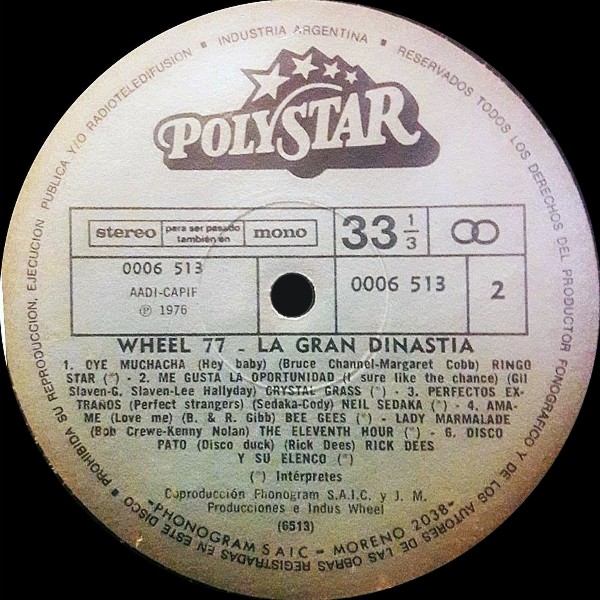 INDUSTRIA ARGENTINA ▪ RESERVADOS TODOS LOS DERECHOS DEL PRODUCTOR FONOGRAFICO Y DE LOS AUTORES DE LAS OBRAS REGISTRADAS EN ESTE DISCO ▪ PROHIBIDA SU REPRODUCCION, EJECUCION PUBLICA Y/O RADIOTELEDIFUSION ▪
POLYSTAR
stereo para ser pasado también en mono
33 1/3
0006 513
AADI-CAPIF
℗ 1976
0006 513
2
WHEEL 77 - LA GRAN DINASTIA
1. OYE MUCHACHA (Hey baby) (Bruce Channel-Margaret Cobb) RINGO
STAR (*) - 2. ME GUSTA LA OPORTUNIDAD (I sure like the chance) (Gil
Slaven-G. Slaven-Lee Hallyday) CRYSTAL GRASS (*) - 3. PERFECTOS EX-
TRAÑOS (Perfect strangers) (Sedaka-Cody) NEIL SEDAKA (*) - 4. AMA-
ME (Love me) (B. & R. Gibb) BEE GEES (*) - LADY MARMALADE
(Bob Crewe-Kenny Nolan) THE ELEVENTH HOUR (*) - 6. DISCO
PATO (Disco duck) (Rick Dees) RICK DEES
Y SU ELENCO (*)
(*) Intérpretes
Coproducción Phonogram S.A.I.C. y J. M.
Producciones e Indus Wheel
(6513)
-PHONOGRAM SAIC - MORENO 2038-